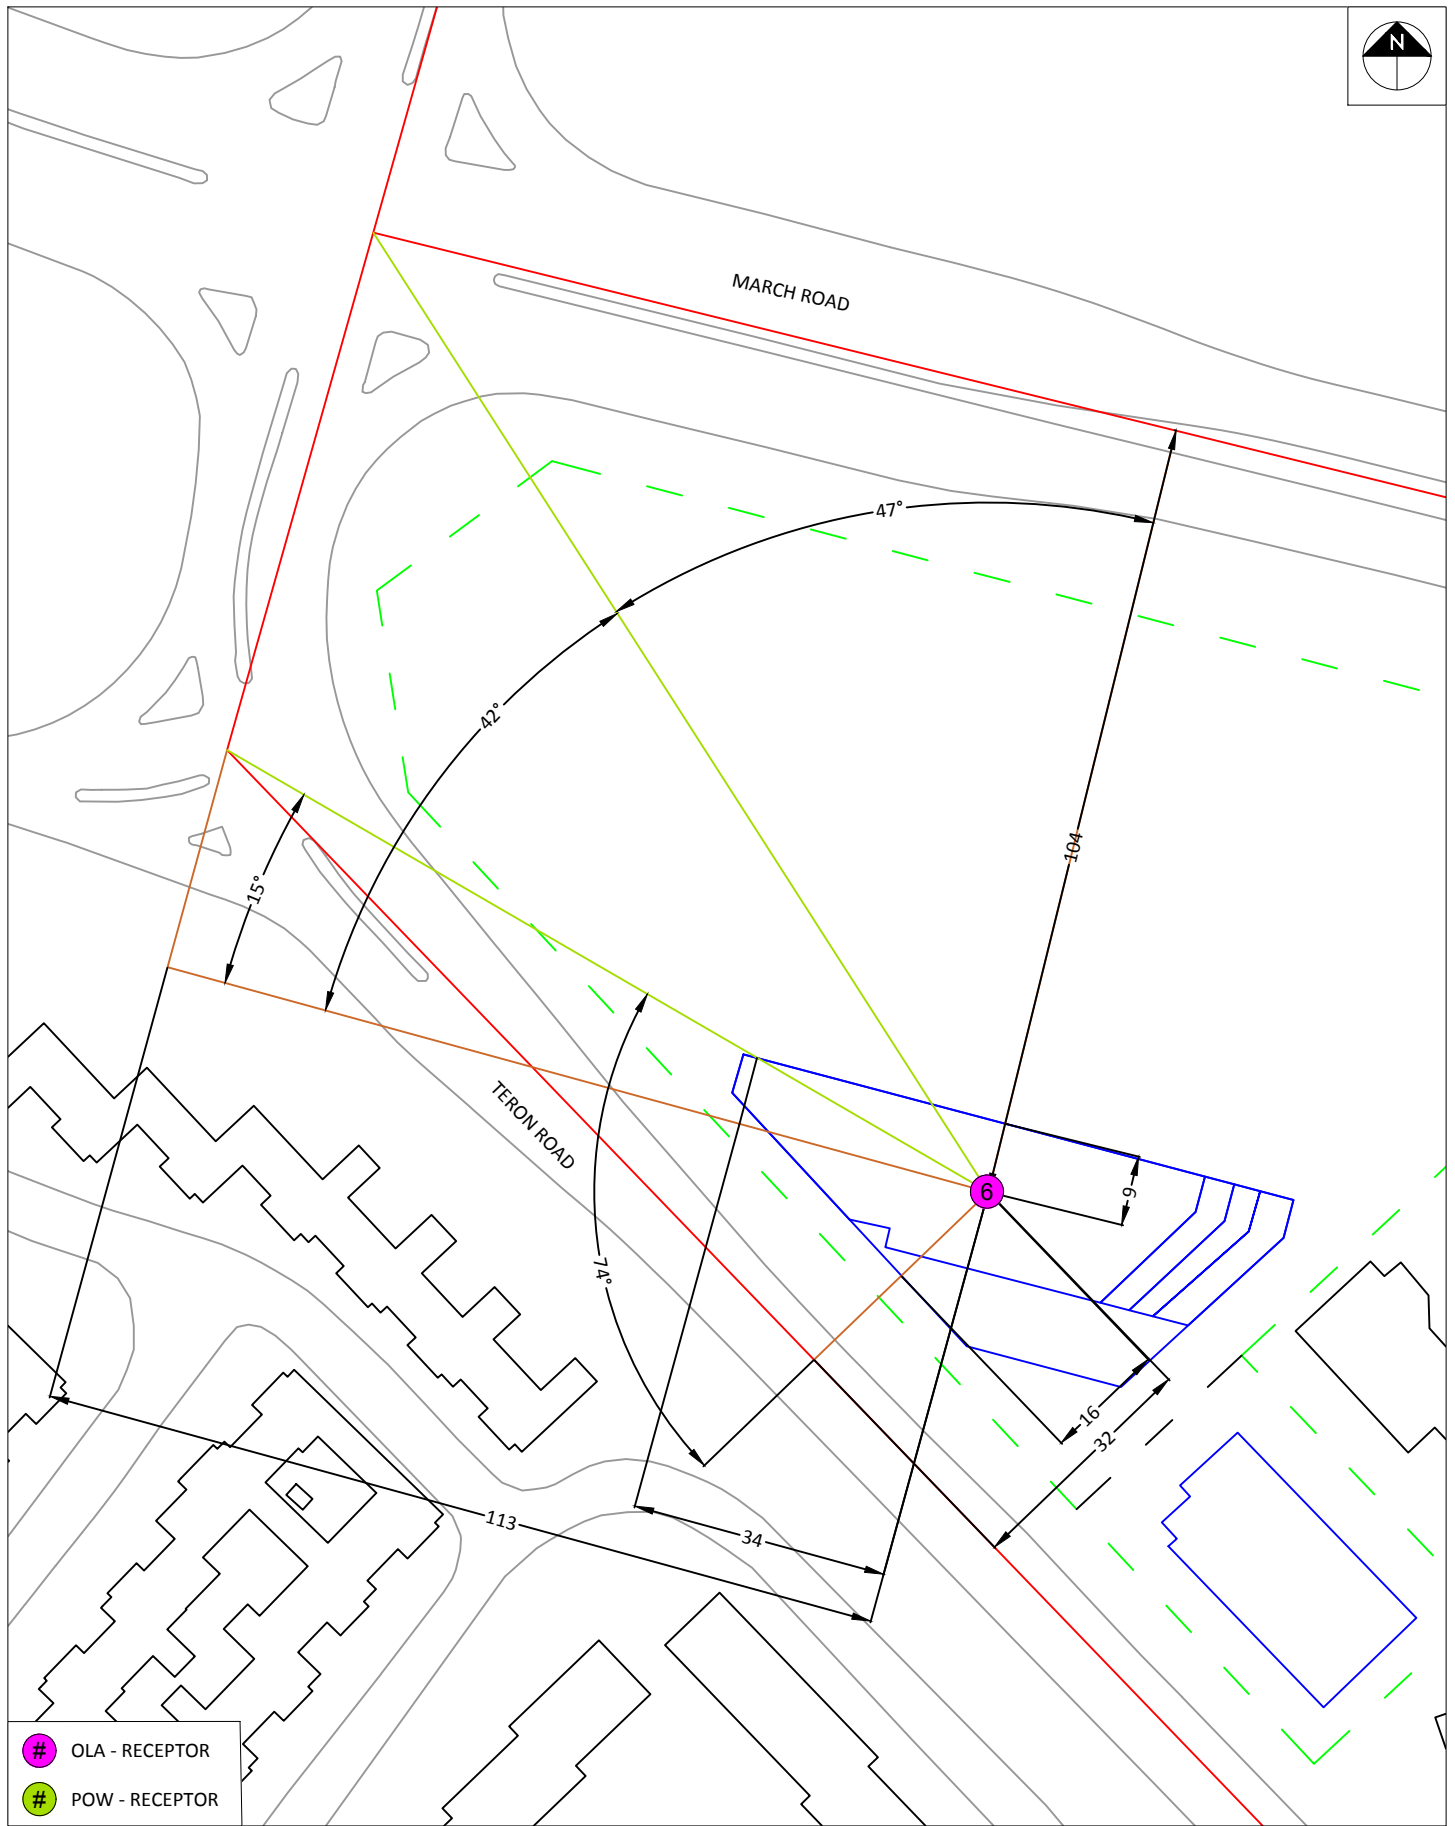 N
MARCH ROAD
47°
42°
104
15°
TERON ROAD
6
9
74°
16
32
113
34
# OLA - RECEPTOR
# POW - RECEPTOR